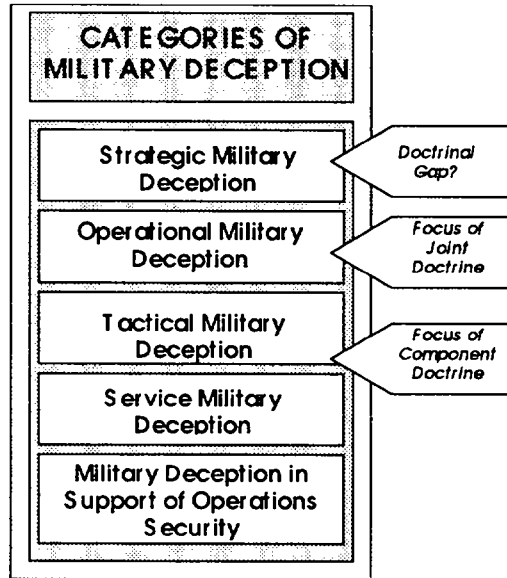 CATEGORIES OF
MILITARY DECEPTION
Strategic Military
Deception
Doctrinal
Gap?
Operational Military
Deception
Focus of
Joint
Doctrine
Tactical Military
Deception
Focus of
Component
Doctrine
Service Military
Deception
Military Deception in
Support of Operations
Security